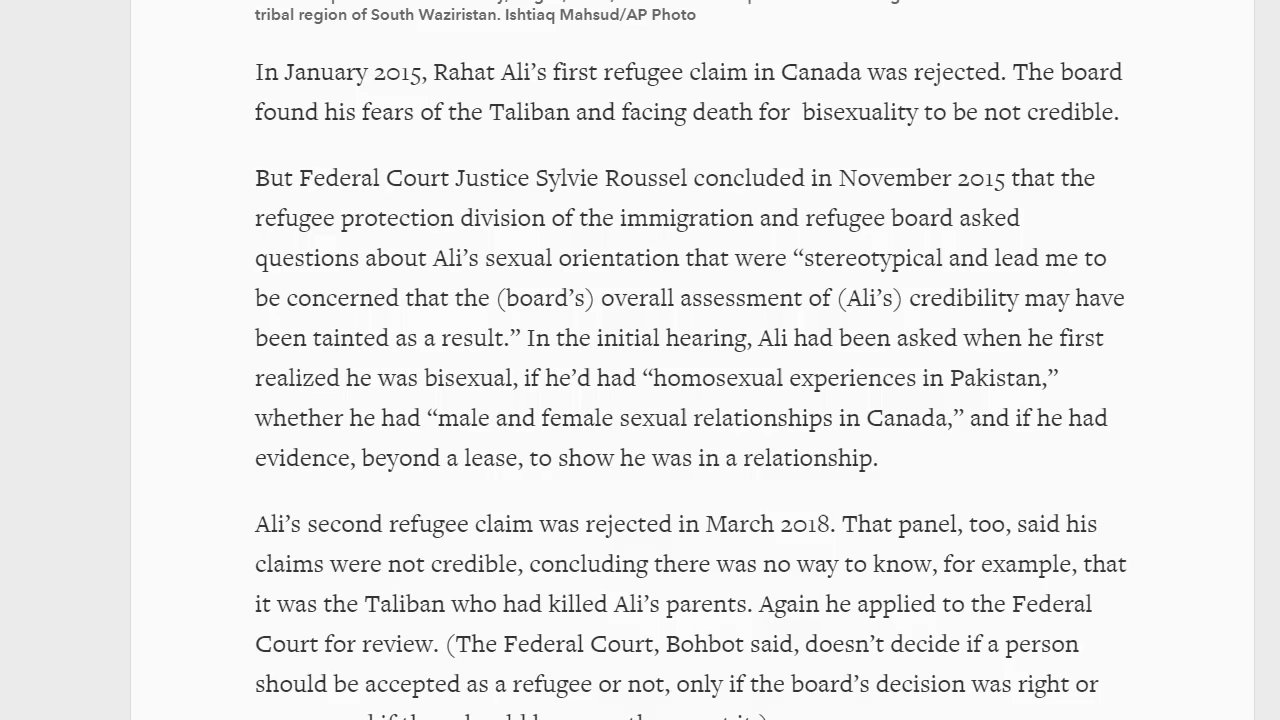 tribal region of South Waziristan. Ishtiaq Mahsud/AP Photo
In January 2015, Rahat Ali’s first refugee claim in Canada was rejected. The board
found his fears of the Taliban and facing death for  bisexuality to be not credible.
But Federal Court Justice Sylvie Roussel concluded in November 2015 that the
refugee protection division of the immigration and refugee board asked
questions about Ali’s sexual orientation that were “stereotypical and lead me to
be concerned that the (board’s) overall assessment of (Ali’s) credibility may have
been tainted as a result.” In the initial hearing, Ali had been asked when he first
realized he was bisexual, if he’d had “homosexual experiences in Pakistan,”
whether he had “male and female sexual relationships in Canada,” and if he had
evidence, beyond a lease, to show he was in a relationship.
Ali’s second refugee claim was rejected in March 2018. That panel, too, said his
claims were not credible, concluding there was no way to know, for example, that
it was the Taliban who had killed Ali’s parents. Again he applied to the Federal
Court for review. (The Federal Court, Bohbot said, doesn’t decide if a person
should be accepted as a refugee or not, only if the board’s decision was right or